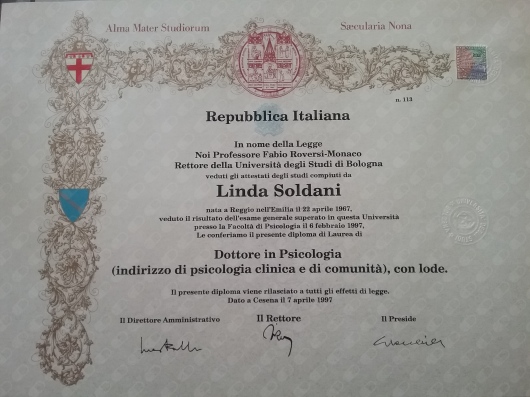 Alma Mater Studiorum
Sæcularia Nona
n. 113
Repubblica Italiana
In nome della Legge
Noi Professore Fabio Roversi-Monaco
Rettore della Università degli Studi di Bologna
veduti gli attestati degli studi compiuti da
Linda Soldani
nata a Reggio nell'Emilia il 22 aprile 1967,
veduto il risultato dell'esame generale superato in questa Università
presso la Facoltà di Psicologia il 6 febbraio 1997,
Le conferiamo il presente diploma di Laurea di
Dottore in Psicologia
(indirizzo di psicologia clinica e di comunità), con lode.
Il presente diploma viene rilasciato a tutti gli effetti di legge.
Dato a Cesena il 7 aprile 1997
Il Direttore Amministrativo
Il Rettore
Il Preside